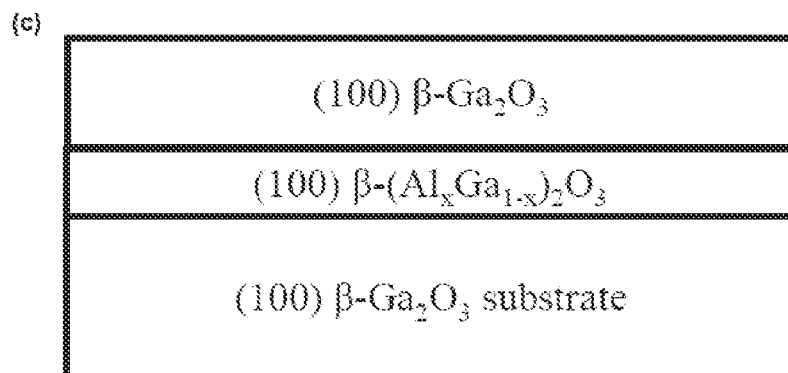 (c)
(100) β-Ga₂O₃
(100) β-(AlₓGa₁₋ₓ)₂O₃
(100) β-Ga₂O₃ substrate